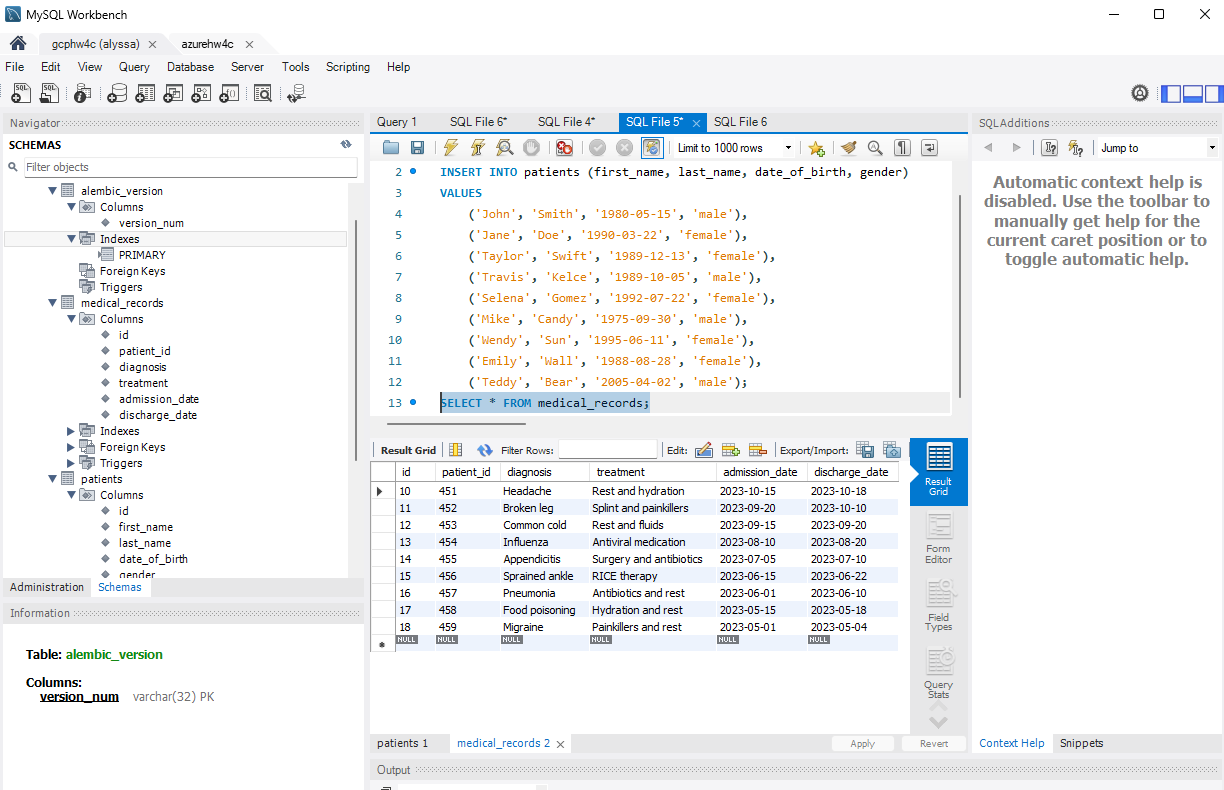 MySQL Workbench
gcphw4c (alyssa) azurehw4c
File Edit View Query Database Server Tools Scripting Help
Navigator
SCHEMAS
Filter objects
alembic_version
Columns
version_num
Indexes
PRIMARY
Foreign Keys
Triggers
medical_records
Columns
id
patient_id
diagnosis
treatment
admission_date
discharge_date
Indexes
Foreign Keys
Triggers
patients
Columns
id
first_name
last_name
date_of_birth
gender
Administration Schemas
Information
Table: alembic_version
Columns:
version_num varchar(32) PK
Query 1 SQL File 6* SQL File 4* SQL File 5* SQL File 6
Limit to 1000 rows
2 INSERT INTO patients (first_name, last_name, date_of_birth, gender)
3 VALUES
4 ('John', 'Smith', '1980-05-15', 'male'),
5 ('Jane', 'Doe', '1990-03-22', 'female'),
6 ('Taylor', 'Swift', '1989-12-13', 'female'),
7 ('Travis', 'Kelce', '1989-10-05', 'male'),
8 ('Selena', 'Gomez', '1992-07-22', 'female'),
9 ('Mike', 'Candy', '1975-09-30', 'male'),
10 ('Wendy', 'Sun', '1995-06-11', 'female'),
11 ('Emily', 'Wall', '1988-08-28', 'female'),
12 ('Teddy', 'Bear', '2005-04-02', 'male');
13 SELECT * FROM medical_records;
Result Grid Filter Rows: Edit: Export/Import:
id patient_id diagnosis treatment admission_date discharge_date
10 451 Headache Rest and hydration 2023-10-15 2023-10-18
11 452 Broken leg Splint and painkillers 2023-09-20 2023-10-10
12 453 Common cold Rest and fluids 2023-09-15 2023-09-20
13 454 Influenza Antiviral medication 2023-08-10 2023-08-20
14 455 Appendicitis Surgery and antibiotics 2023-07-05 2023-07-10
15 456 Sprained ankle RICE therapy 2023-06-15 2023-06-22
16 457 Pneumonia Antibiotics and rest 2023-06-01 2023-06-10
17 458 Food poisoning Hydration and rest 2023-05-15 2023-05-18
18 459 Migraine Painkillers and rest 2023-05-01 2023-05-04
NULL NULL NULL NULL NULL NULL
Result
Grid
Form
Editor
Field
Types
Query
Stats
patients 1 medical_records 2 Apply Revert
Output
SQLAdditions
Jump to
Automatic context help is
disabled. Use the toolbar to
manually get help for the
current caret position or to
toggle automatic help.
Context Help Snippets